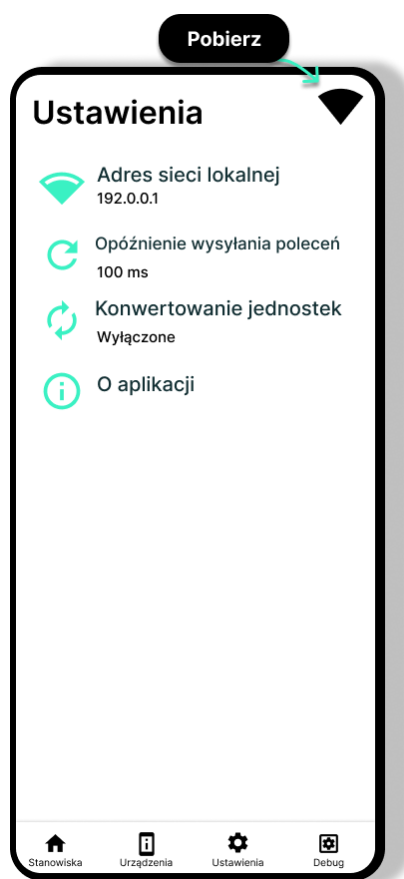 Pobierz
Ustawienia
Adres sieci lokalnej
192.0.0.1
Opóźnienie wysyłania poleceń
100 ms
Konwertowanie jednostek
Wyłączone
O aplikacji
Stanowiska
Urządzenia
Ustawienia
Debug